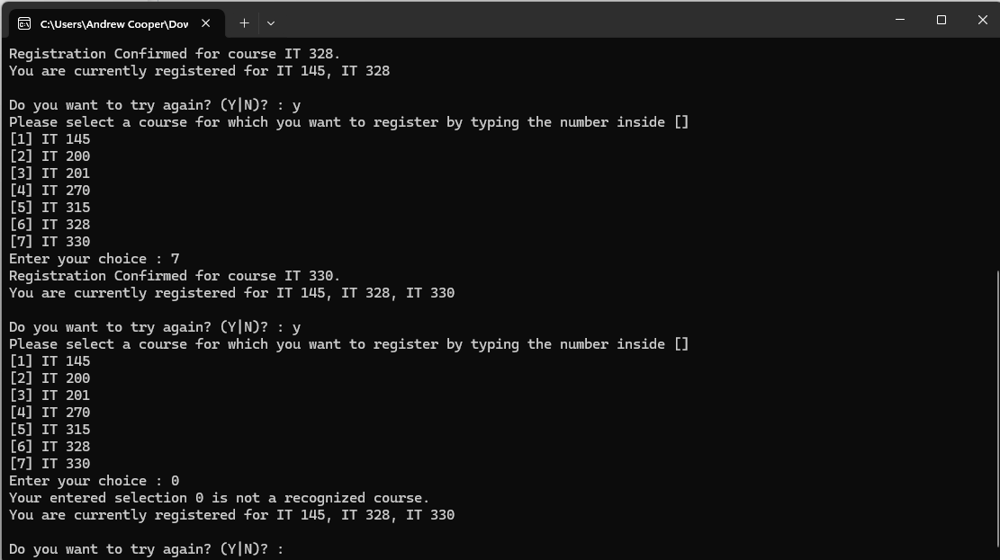 C:\Users\Andrew Cooper\Dov
Registration Confirmed for course IT 328.
You are currently registered for IT 145, IT 328
Do you want to try again? (Y|N)? : y
Please select a course for which you want to register by typing the number inside []
[1] IT 145
[2] IT 200
[3] IT 201
[4] IT 270
[5] IT 315
[6] IT 328
[7] IT 330
Enter your choice : 7
Registration Confirmed for course IT 330.
You are currently registered for IT 145, IT 328, IT 330
Do you want to try again? (Y|N)? : y
Please select a course for which you want to register by typing the number inside []
[1] IT 145
[2] IT 200
[3] IT 201
[4] IT 270
[5] IT 315
[6] IT 328
[7] IT 330
Enter your choice : 0
Your entered selection 0 is not a recognized course.
You are currently registered for IT 145, IT 328, IT 330
Do you want to try again? (Y|N)? :